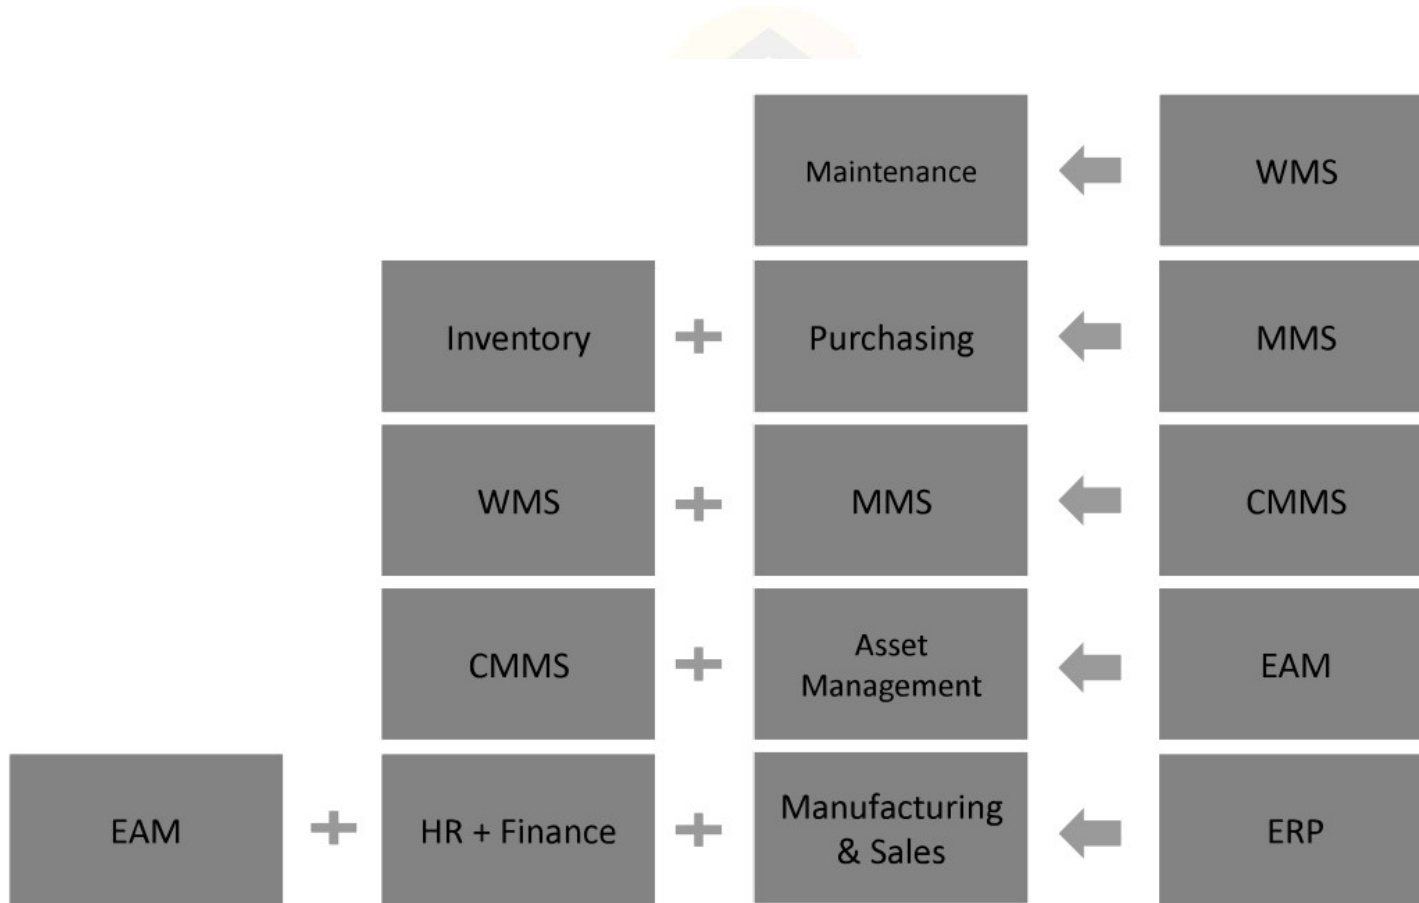 Maintenance
WMS
Inventory + Purchasing
MMS
WMS + MMS
CMMS
CMMS + Asset
Management
EAM
EAM + HR + Finance + Manufacturing
& Sales
ERP